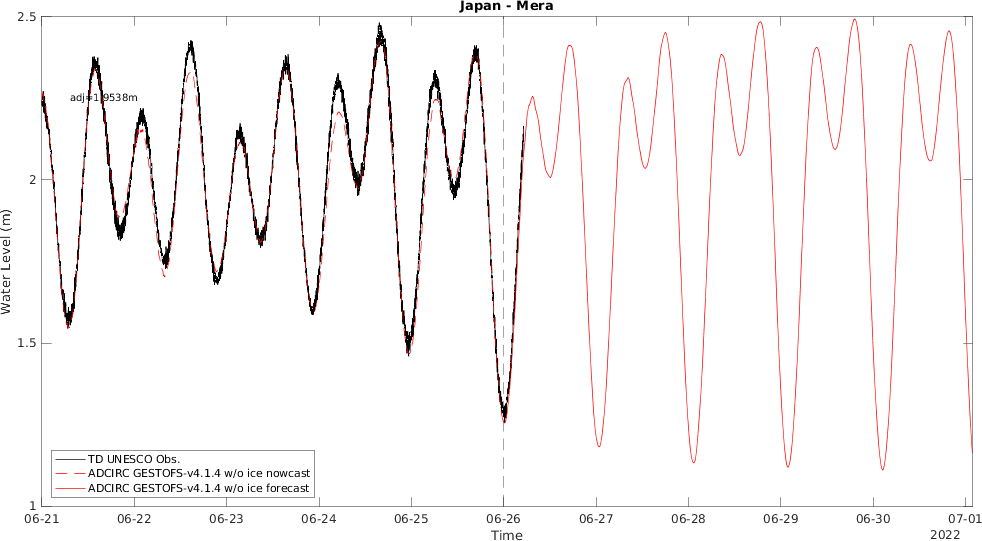 Japan - Mera
2.5
adj=1.9538m
2
Water Level (m)
1.5
TD UNESCO Obs.
ADCIRC GESTOFS-v4.1.4 w/o ice nowcast
ADCIRC GESTOFS-v4.1.4 w/o ice forecast
1
06-21 06-22 06-23 06-24 06-25 06-26 06-27 06-28 06-29 06-30 07-01
Time
2022